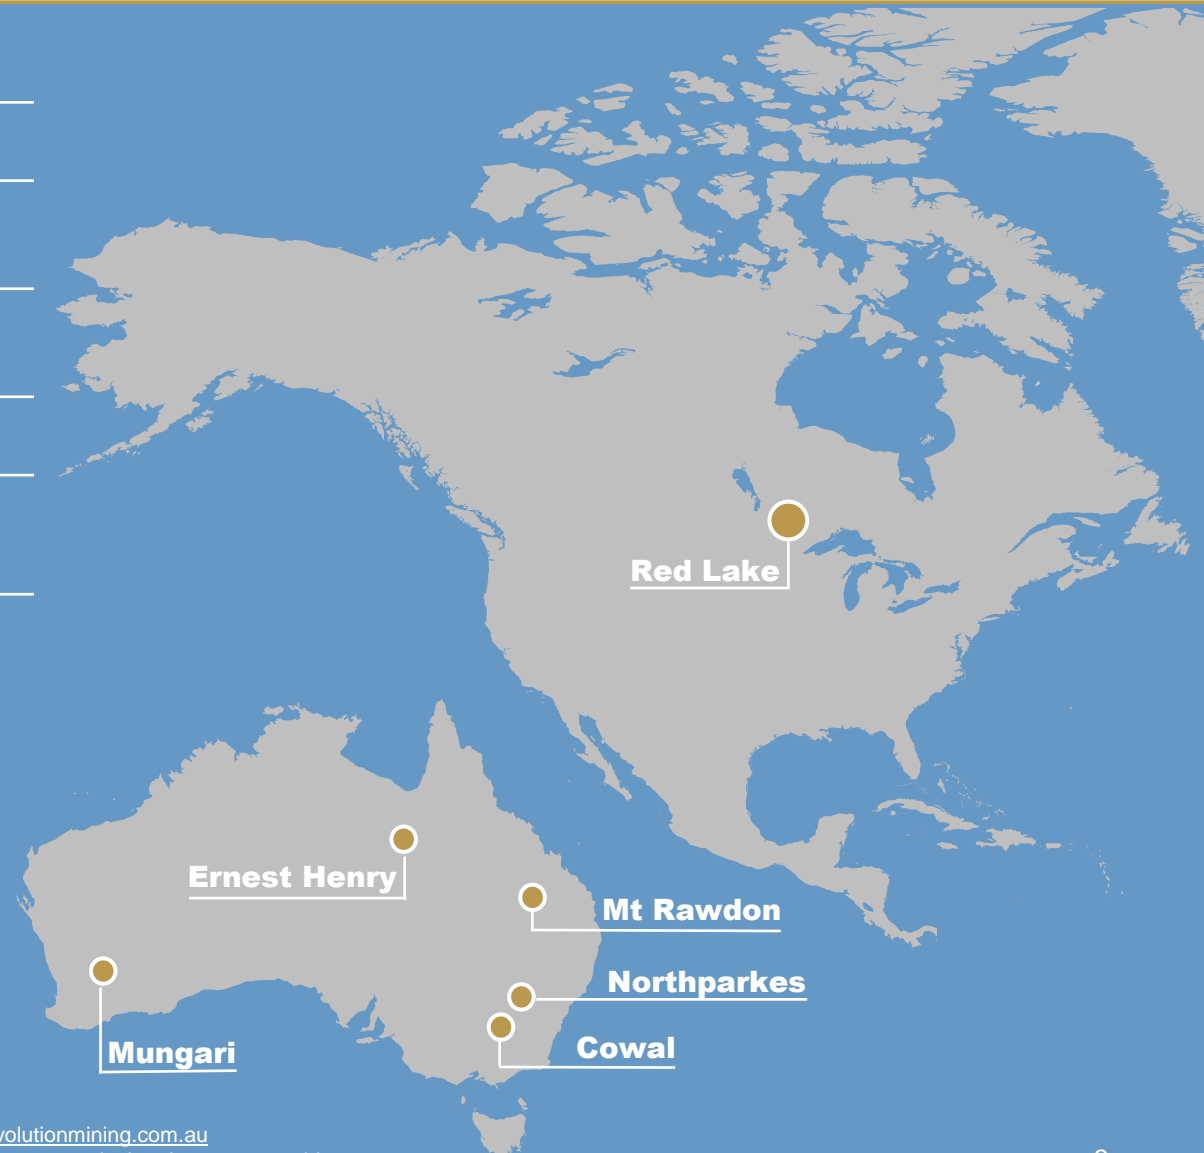 Red Lake
Ernest Henry
Mt Rawdon
Northparkes
Cowal
Mungari
volutionmining.com.au